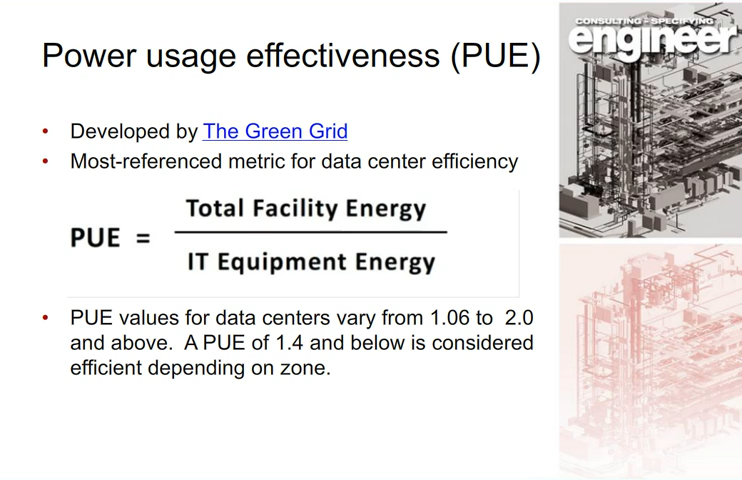 Power usage effectiveness (PUE)
CONSULTING - SPECIFYING
engineer
• Developed by The Green Grid
• Most-referenced metric for data center efficiency
PUE = Total Facility Energy
IT Equipment Energy
• PUE values for data centers vary from 1.06 to 2.0
and above. A PUE of 1.4 and below is considered
efficient depending on zone.